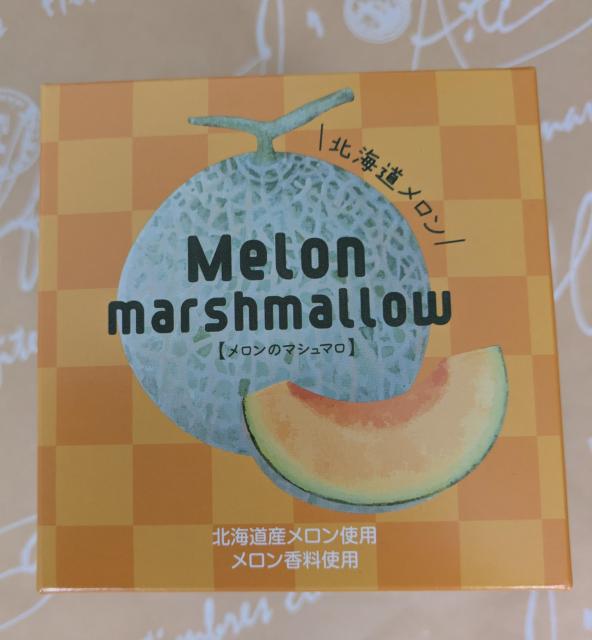 北海道メロン
Melon
marshmallow
【メロンのマシュマロ】
北海道産メロン使用
メロン香料使用
timbres